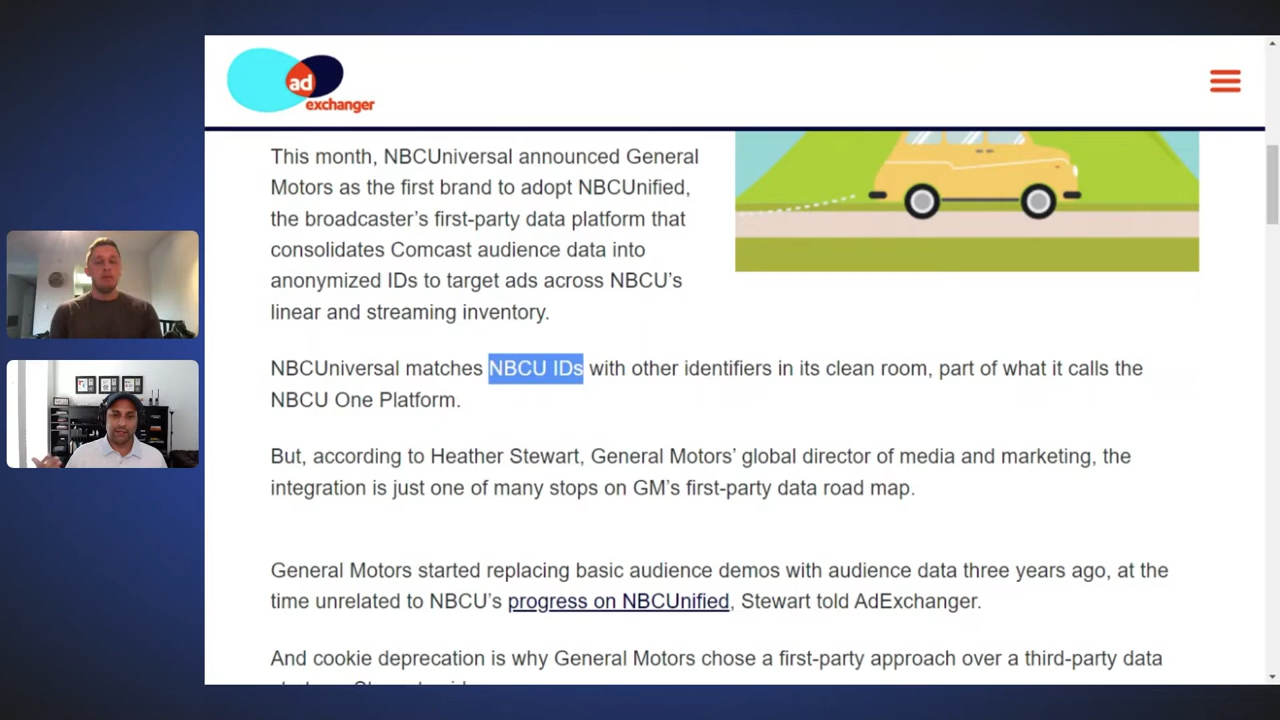 ad
exchanger
This month, NBCUniversal announced General
Motors as the first brand to adopt NBCUnified,
the broadcaster’s first-party data platform that
consolidates Comcast audience data into
anonymized IDs to target ads across NBCU’s
linear and streaming inventory.
NBCUniversal matches NBCU IDs with other identifiers in its clean room, part of what it calls the
NBCU One Platform.
But, according to Heather Stewart, General Motors’ global director of media and marketing, the
integration is just one of many stops on GM’s first-party data road map.
General Motors started replacing basic audience demos with audience data three years ago, at the
time unrelated to NBCU’s progress on NBCUnified, Stewart told AdExchanger.
And cookie deprecation is why General Motors chose a first-party approach over a third-party data